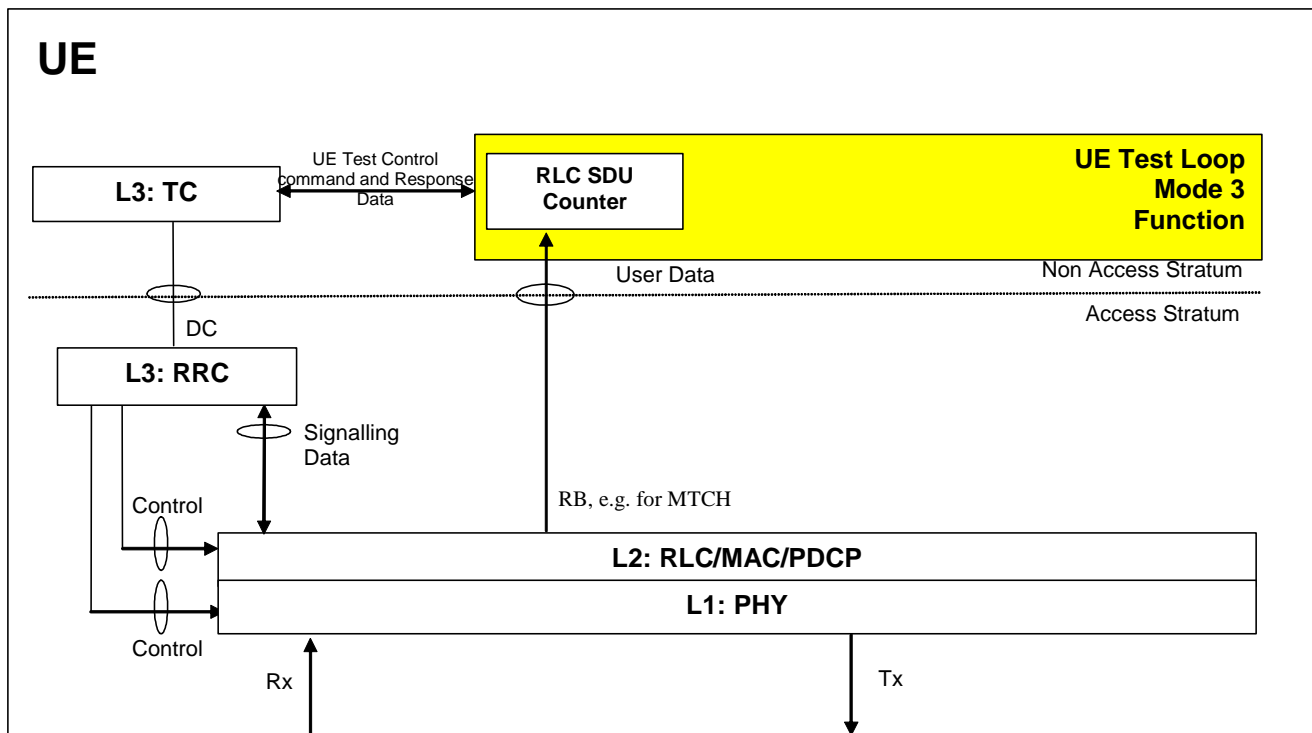 UE
UE Test Control
command and Response
Data
L3: TC
RLC SDU
Counter
UE Test Loop
Mode 3
Function
User Data
Non Access Stratum
Access Stratum
DC
L3: RRC
Signalling
Data
Control
RB, e.g. for MTCH
L2: RLC/MAC/PDCP
L1: PHY
Control
Rx
Tx